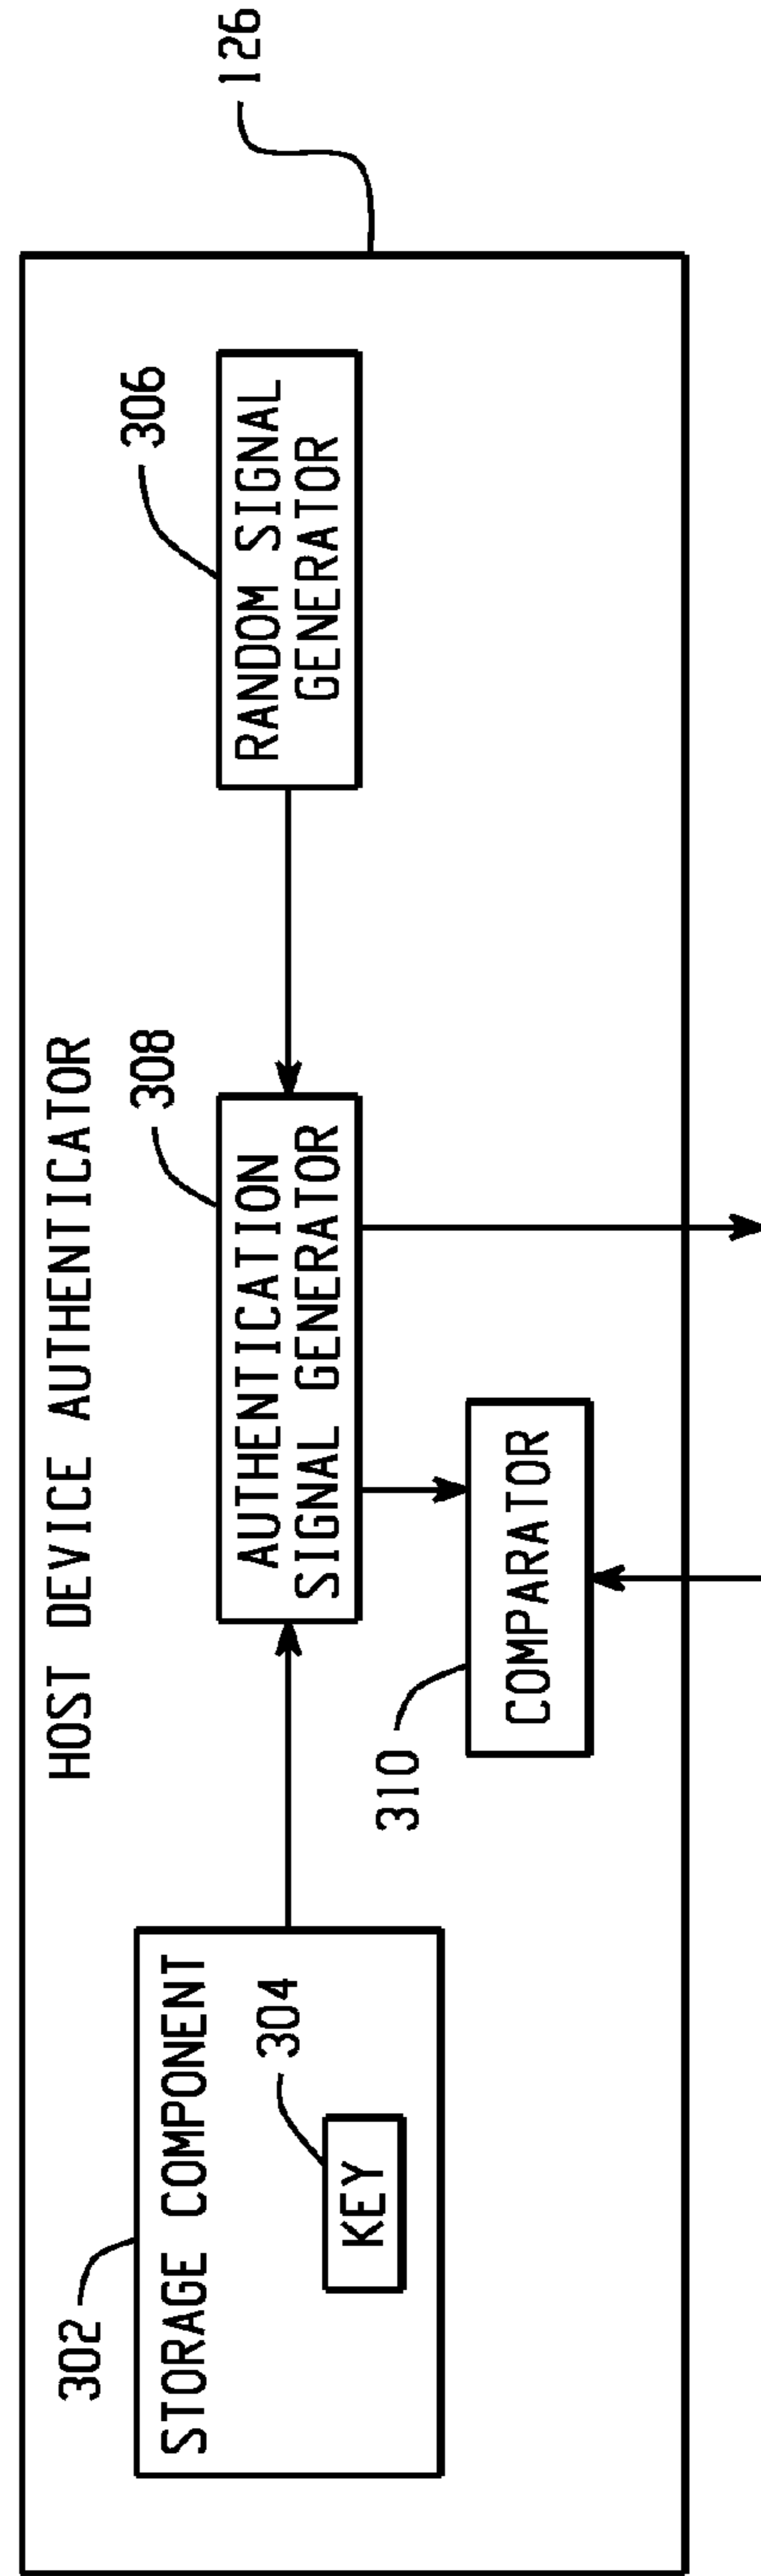 HOST DEVICE AUTHENTICATOR
126
302
STORAGE COMPONENT
304
KEY
308
AUTHENTICATION
SIGNAL GENERATOR
306
RANDOM SIGNAL
GENERATOR
310
COMPARATOR